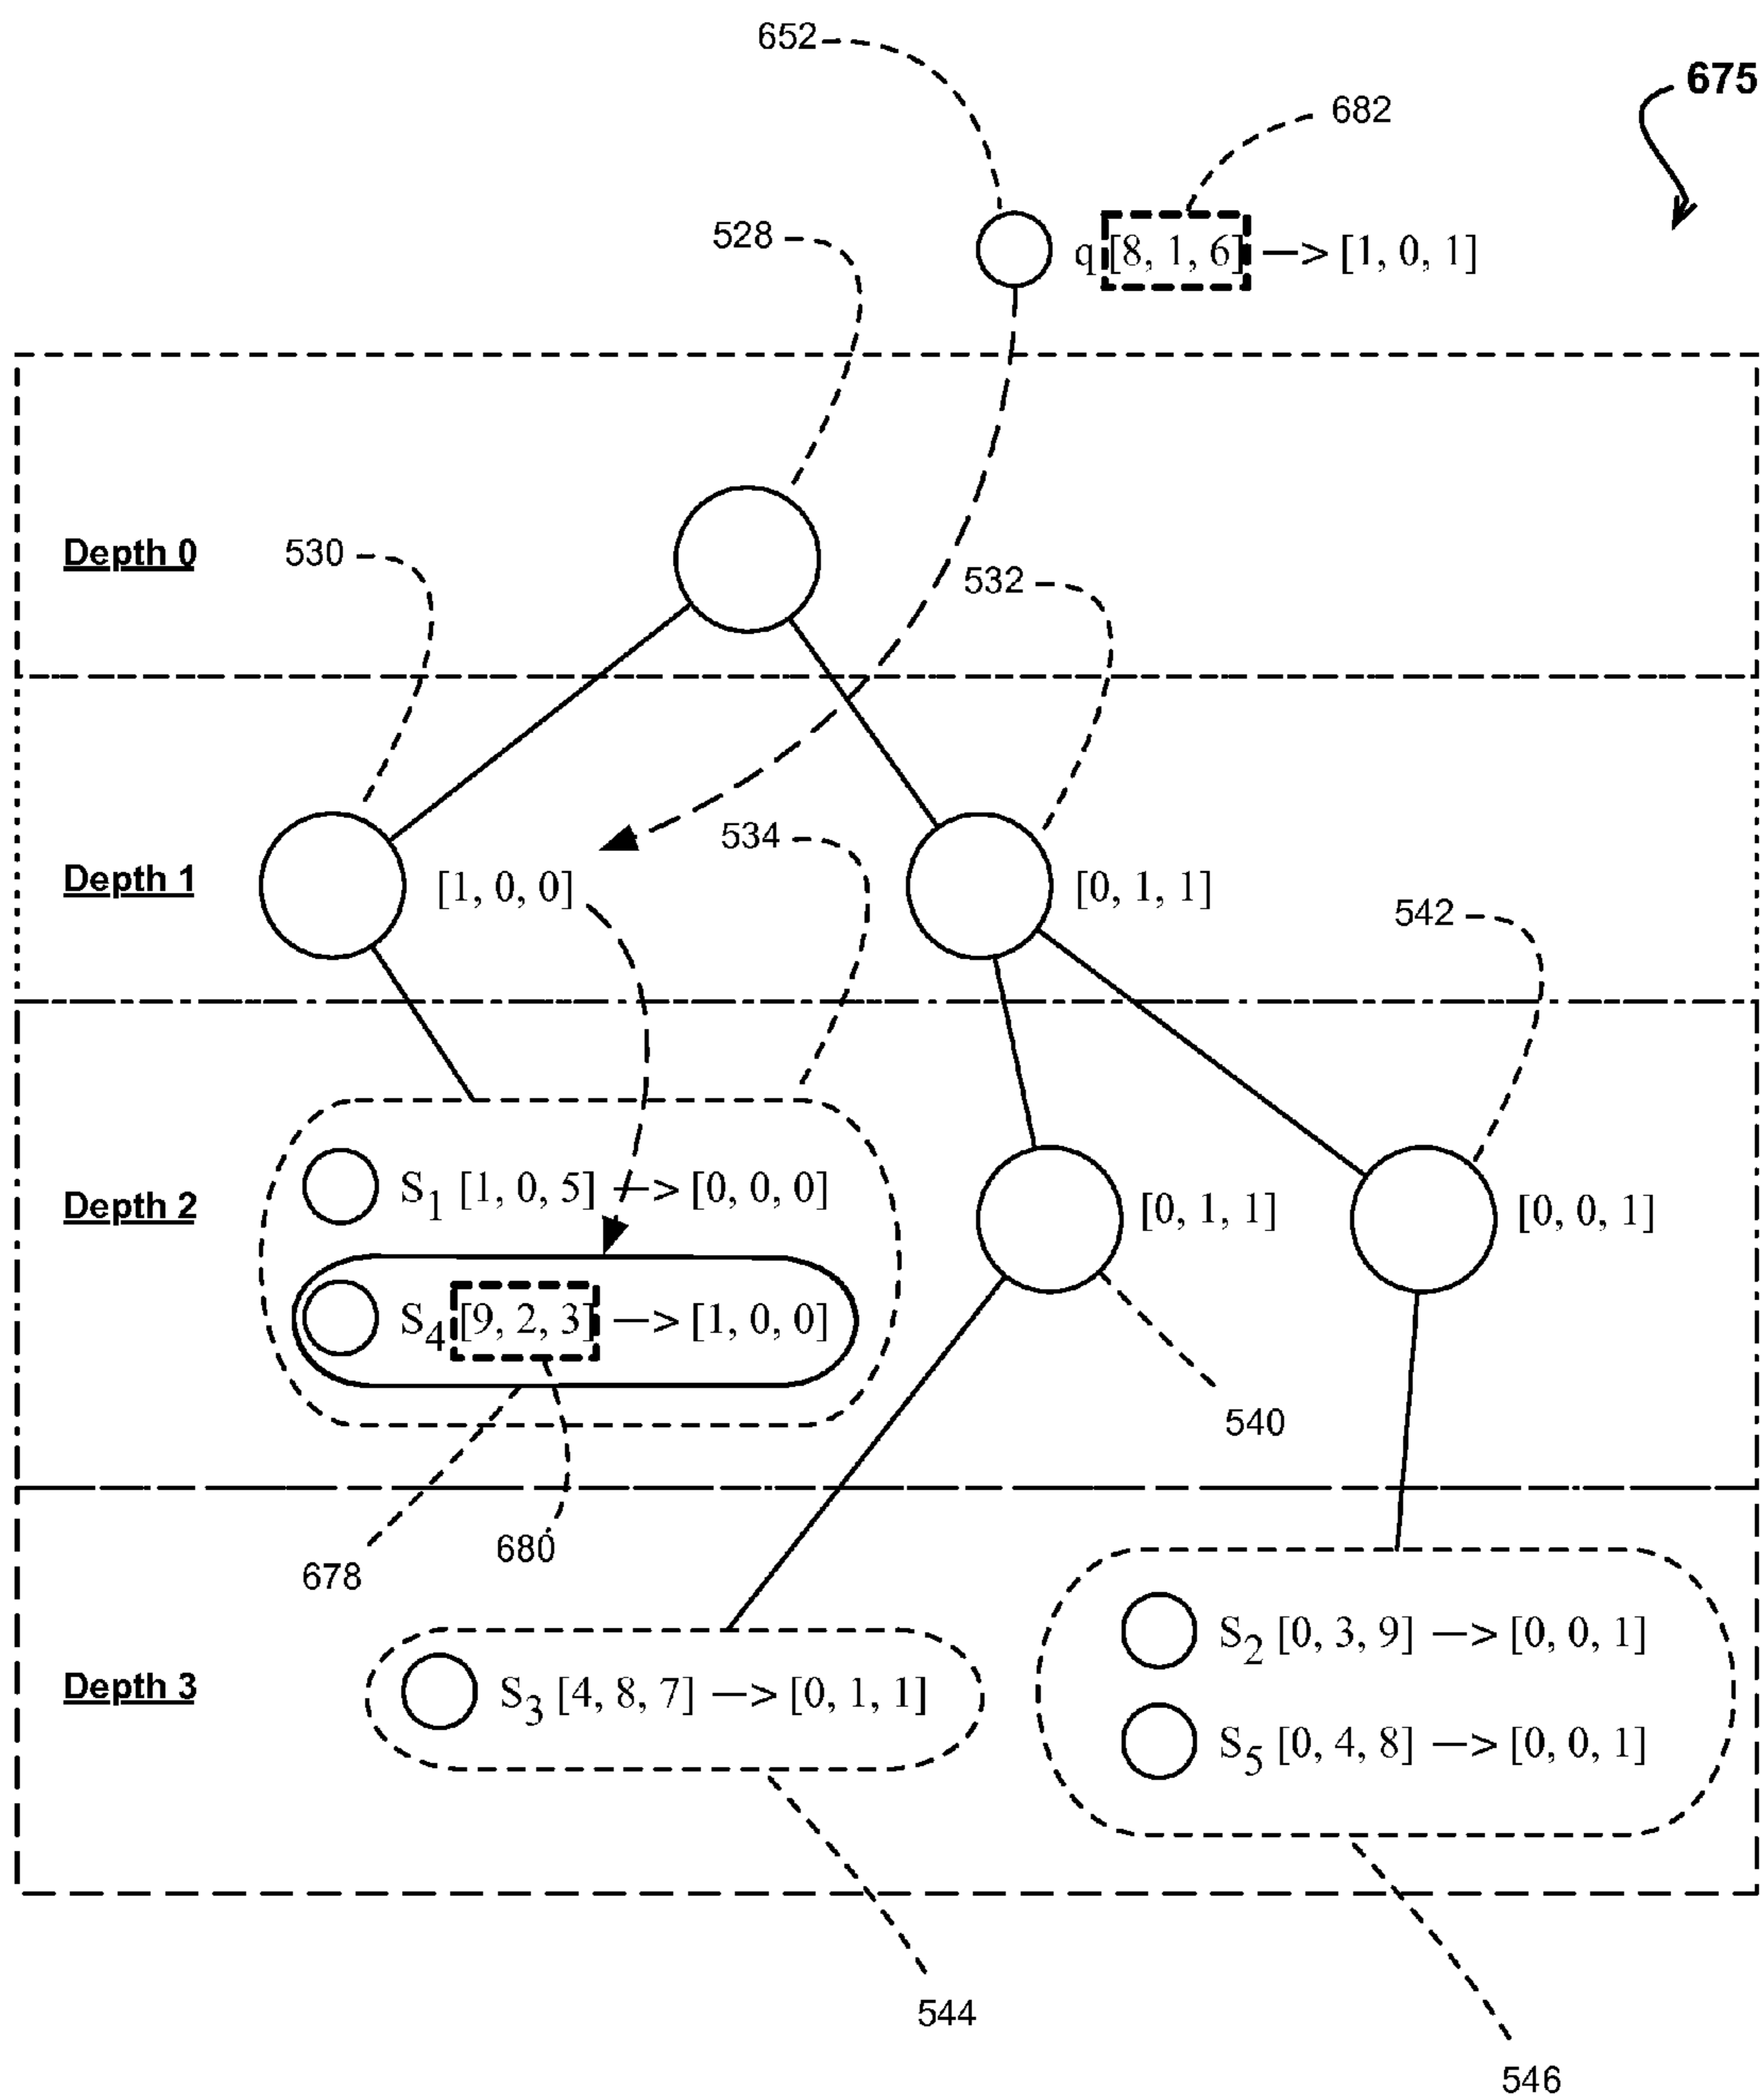 652
675
682
528
q [8, 1, 6] —> [1, 0, 1]
Depth 0
530
532
534
Depth 1
[1, 0, 0]
[0, 1, 1]
542
S1 [1, 0, 5] —> [0, 0, 0]
Depth 2
[0, 1, 1]
[0, 0, 1]
S4 [9, 2, 3] —> [1, 0, 0]
540
680
678
S2 [0, 3, 9] —> [0, 0, 1]
Depth 3
S3 [4, 8, 7] —> [0, 1, 1]
S5 [0, 4, 8] —> [0, 0, 1]
544
546